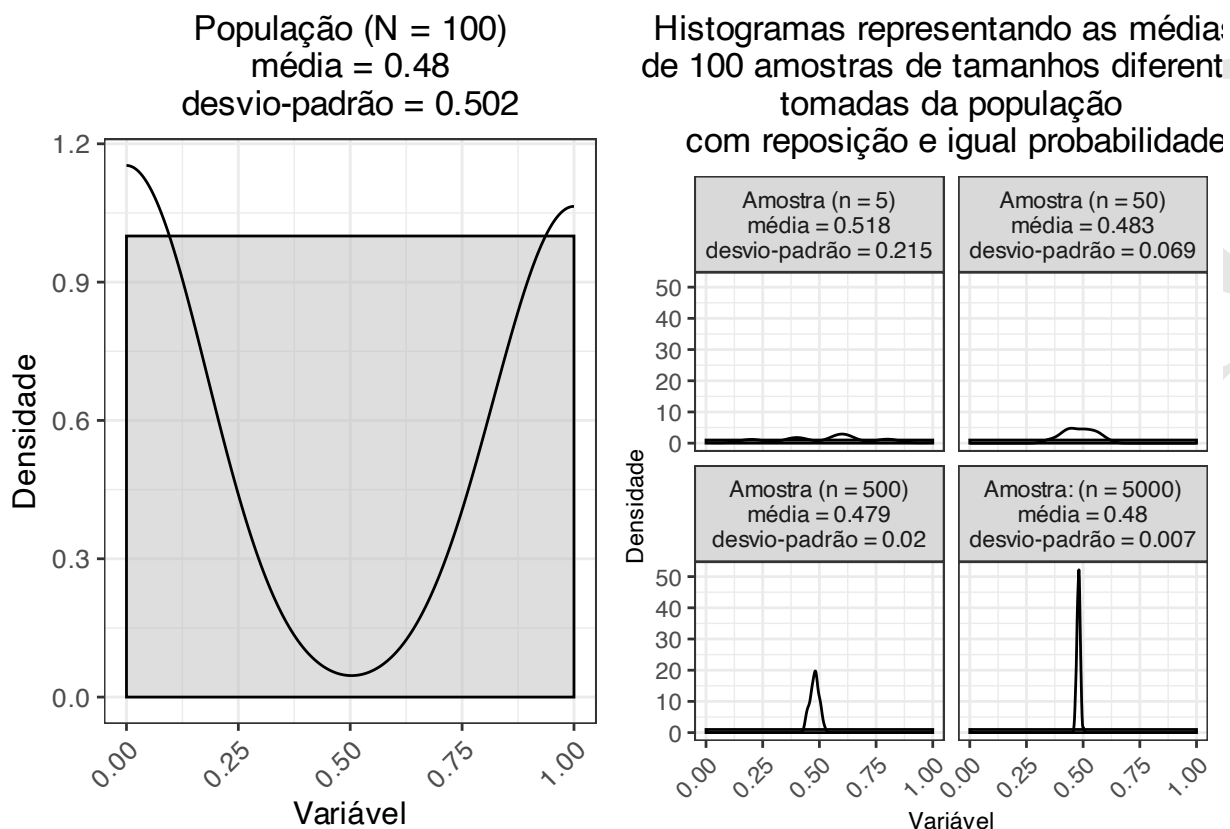 População (N = 100)
média = 0.48
desvio-padrão = 0.502
Densidade
1.2
0.9
0.6
0.3
0.0
0.00
0.25
0.50
0.75
1.00
Variável
Histogramas representando as médias
de 100 amostras de tamanhos diferent
tomadas da população
com reposição e igual probabilidade
Densidade
Amostra (n = 5)
média = 0.518
desvio-padrão = 0.215
Amostra (n = 50)
média = 0.483
desvio-padrão = 0.069
50
40
30
20
10
0
Amostra (n = 500)
média = 0.479
desvio-padrão = 0.02
Amostra: (n = 5000)
média = 0.48
desvio-padrão = 0.007
50
40
30
20
10
0
0.00
0.25
0.50
0.75
1.00
0.00
0.25
0.50
0.75
1.00
Variável